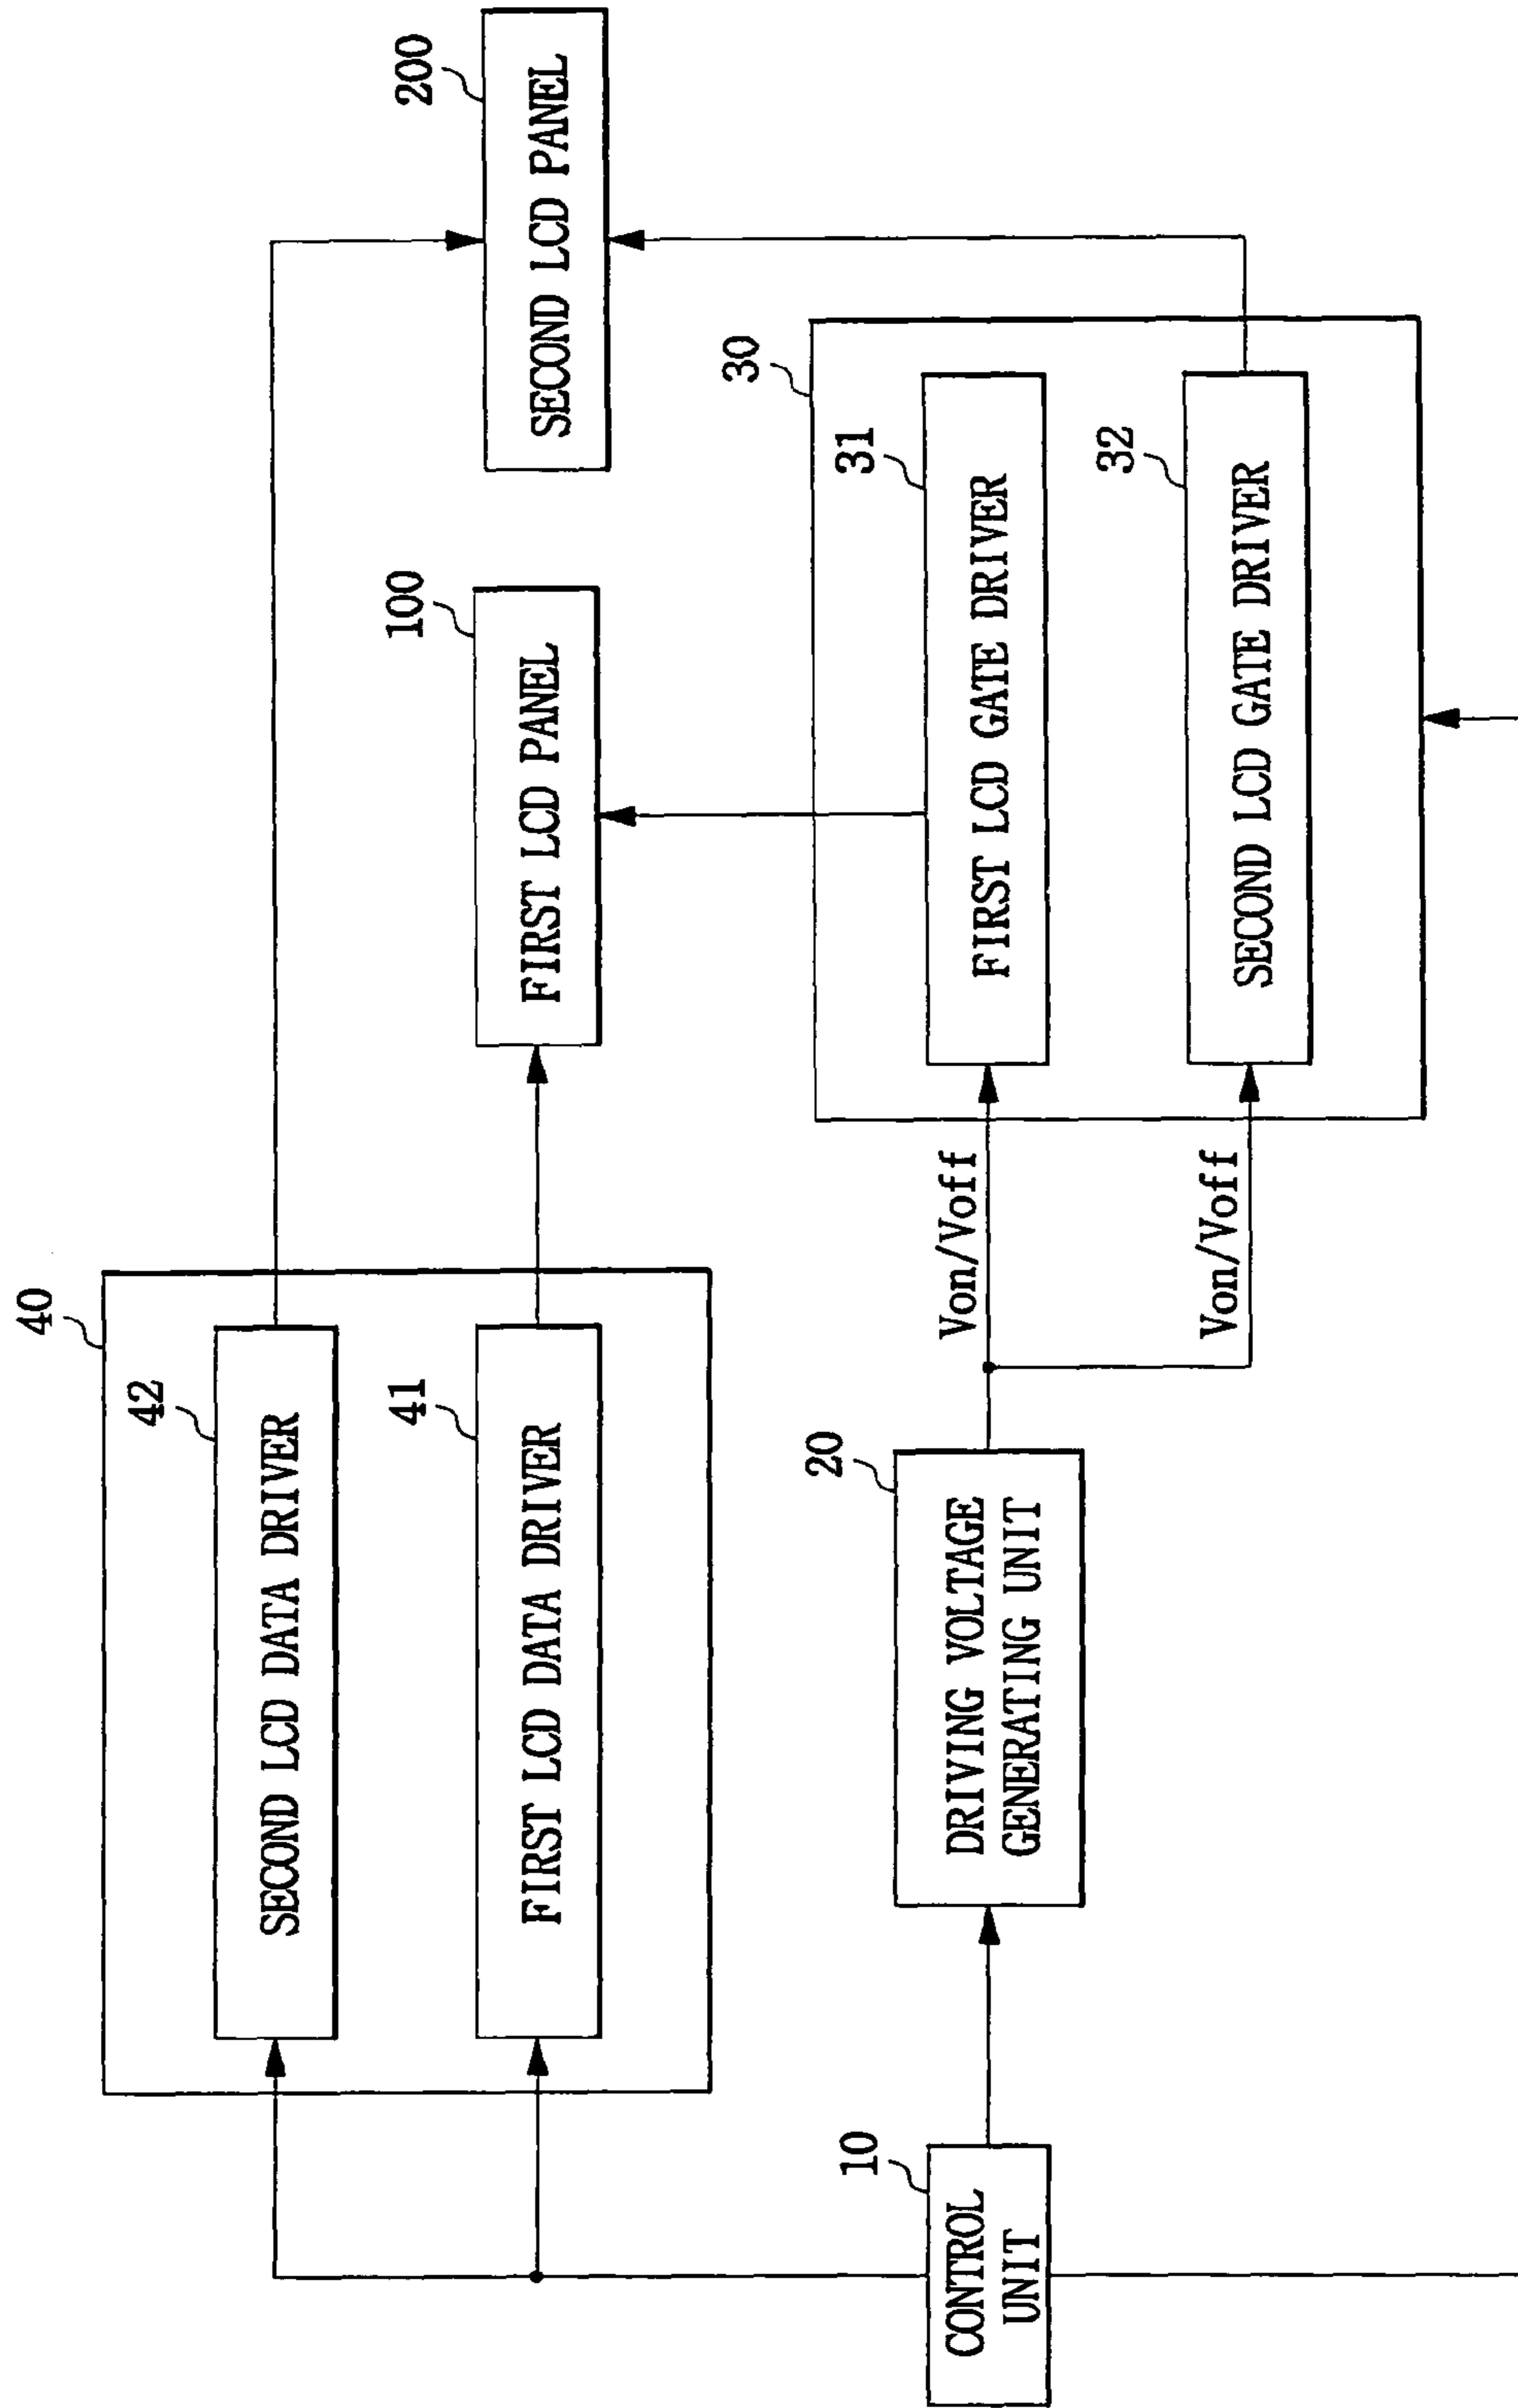 40
42
SECOND LCD DATA DRIVER
41
FIRST LCD DATA DRIVER
200
SECOND LCD PANEL
100
FIRST LCD PANEL
10
CONTROL
UNIT
20
DRIVING VOLTAGE
GENERATING UNIT
Von/Voff
Von/Voff
30
31
FIRST LCD GATE DRIVER
32
SECOND LCD GATE DRIVER